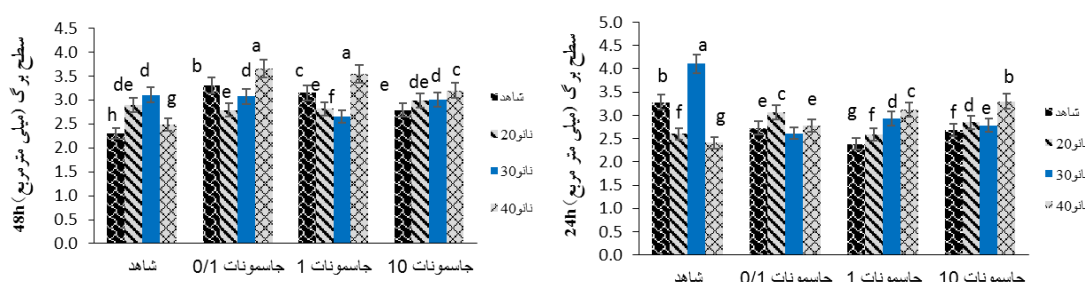 سطح برگ (میلی متر مربع) 48h
4.5
4.0
3.5
3.0
2.5
2.0
1.5
1.0
0.5
0.0
h de d g
b e d a
c e f a
e d d c
شاهد
جاسمونات 0/1
جاسمونات 1
جاسمونات 10
شاهد
نانو20
نانو30
نانو40
سطح برگ (میلی متر مربع) 24h
5.0
4.5
4.0
3.5
3.0
2.5
2.0
1.5
1.0
0.5
0.0
b f a g
e c f e
g f d c
f d e b
شاهد
جاسمونات 0/1
جاسمونات 1
جاسمونات 10
شاهد
نانو20
نانو30
نانو40